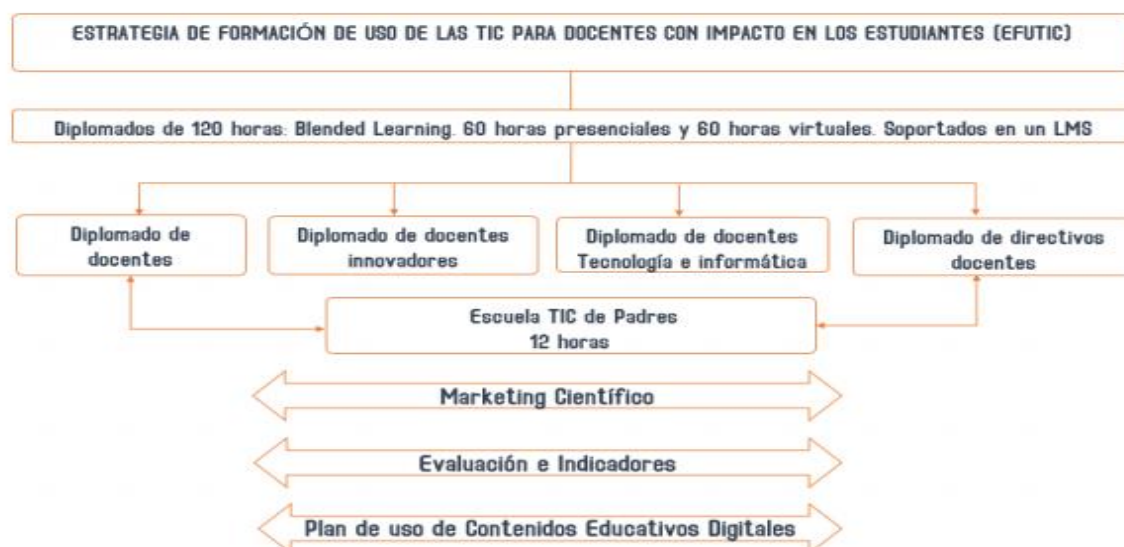 ESTRATEGIA DE FORMACIÓN DE USO DE LAS TIC PARA DOCENTES CON IMPACTO EN LOS ESTUDIANTES (EFUTIC)
Diplomados de 120 horas: Blended Learning. 60 horas presenciales y 60 horas virtuales. Soportados en un LMS
Diplomado de
docentes
Diplomado de docentes
innovadores
Diplomado de docentes
Tecnología e informática
Diplomado de directivos
docentes
Escuela TIC de Padres
12 horas
Marketing Científico
Evaluación e Indicadores
Plan de uso de Contenidos Educativos Digitales